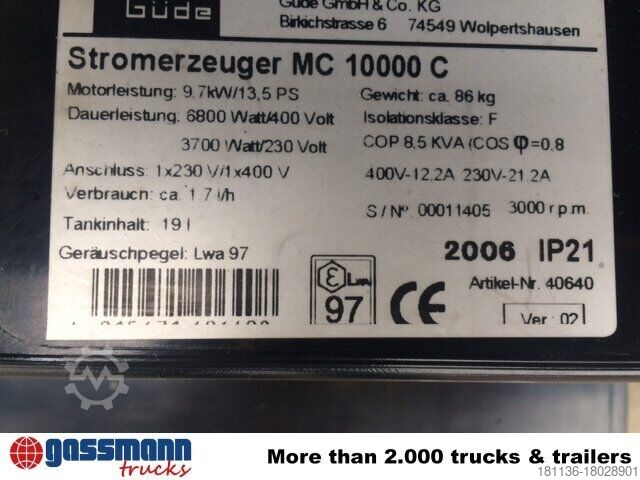 Güde
Güde GmbH & Co. KG
Birkichstrasse 6 74549 Wolpertshausen
Stromerzeuger MC 10000 C
Motorleistung: 9,7kW/13,5 PS
Gewicht: ca. 86 kg
Dauerleistung: 6800 Watt/400 Volt
Isolationsklasse: F
3700 Watt/230 Volt
COP 8.5 KVA (COS φ=0.8
Anschluss: 1x230 V/1x400 V
400V-12.2A 230V-21.2A
Verbrauch: ca. 1.7 l/h
S/Nº 00011405 3000 r p m.
Tankinhalt: 19 l
Geräuschpegel: Lwa 97
2006 IP21
Artikel-Nr. 40640
ε Lwa
97
CE
Ver.: 02
gassmann
trucks
More than 2.000 trucks & trailers
181136-18028901